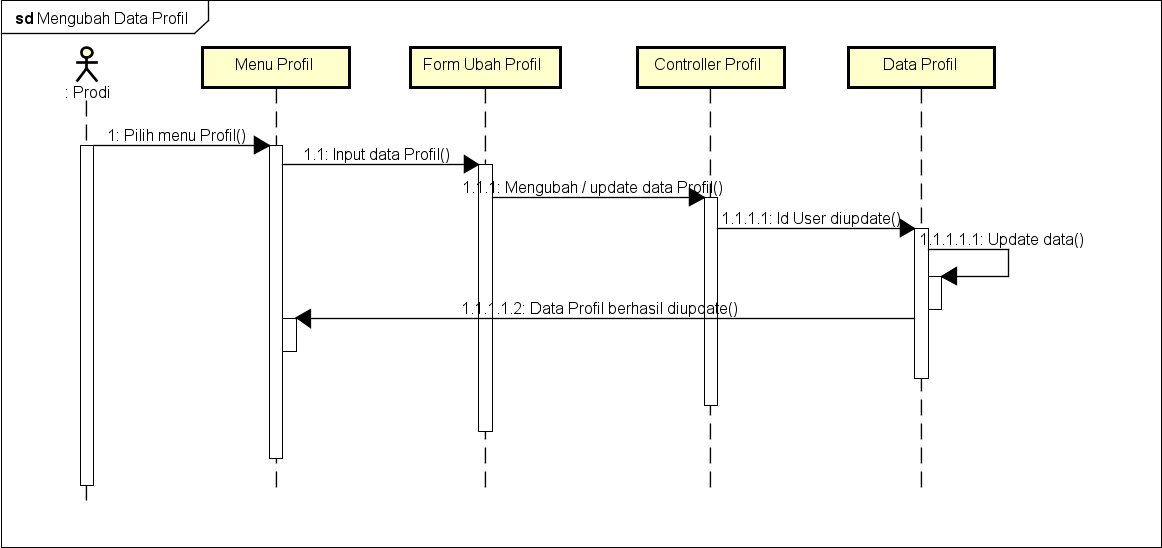 sd Mengubah Data Profil
: Prodi
Menu Profil
Form Ubah Profil
Controller Profil
Data Profil
1: Pilih menu Profil()
1.1: Input data Profil()
1.1.1: Mengubah / update data Profil()
1.1.1.1: Id User diupdate()
1.1.1.1.1: Update data()
1.1.1.1.2: Data Profil berhasil diupdate()